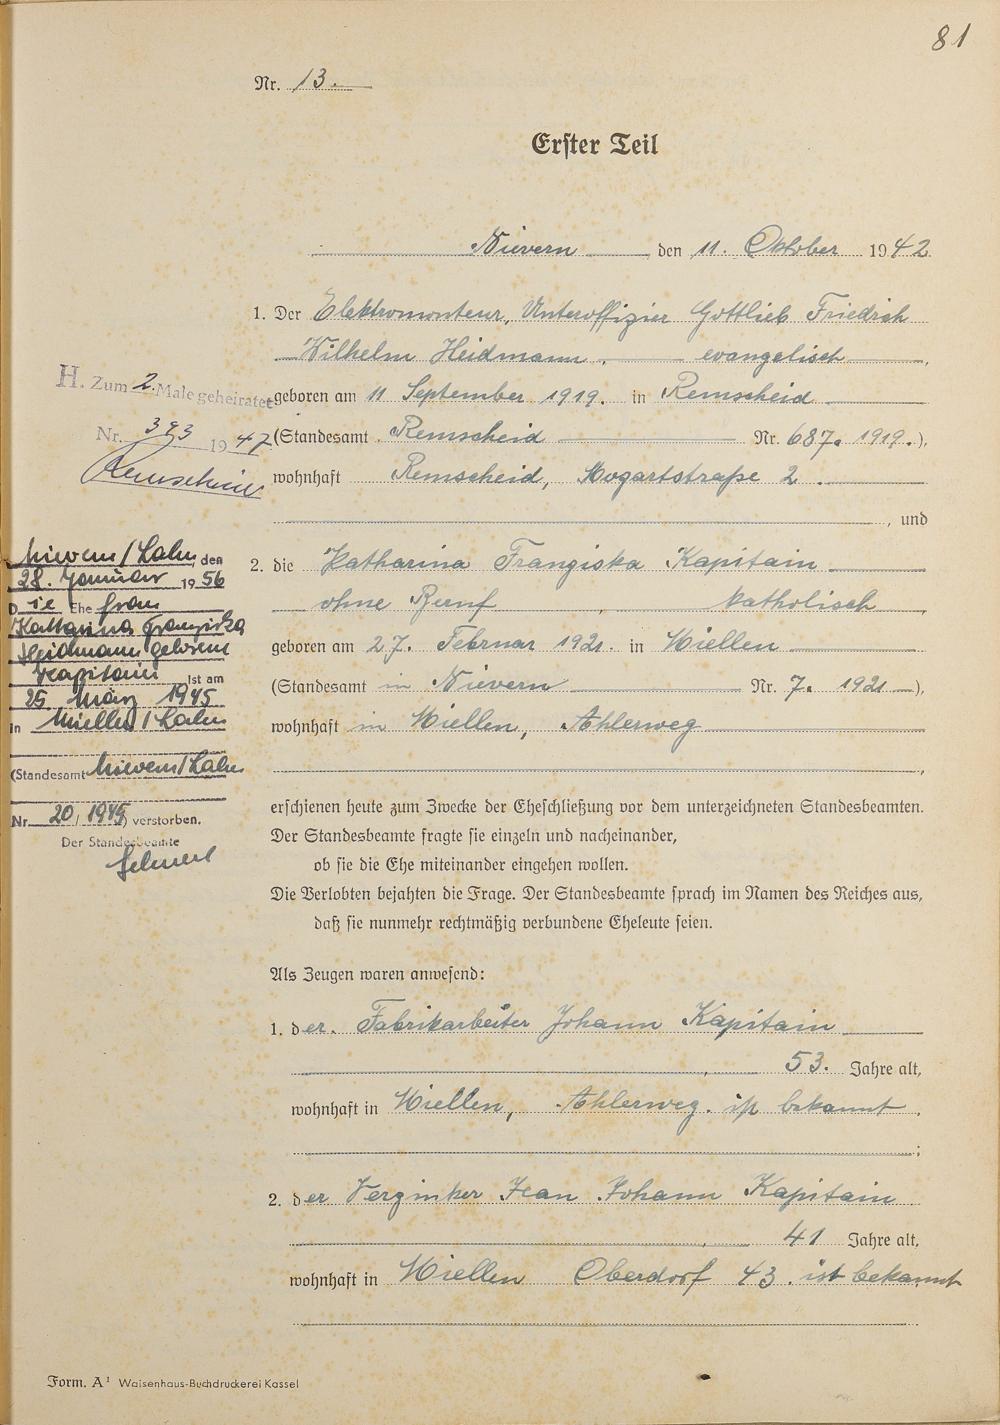 81
Nr. 13.
Erster Teil
Nievern den 11. Oktober 1942
1. Der Elektromonteur, Unteroffizier Gottlieb Friedrich
Wilhelm Heidmann, evangelisch,
geboren am 11 September 1919. in Remscheid
(Standesamt Remscheid Nr. 687. 1919.),
wohnhaft Remscheid, Mozartstraße 2.
, und
2. die Katharina Franziska Kapitain
ohne Beruf, katholisch,
geboren am 27. Februar 1921. in Miellen
(Standesamt in Nievern Nr. 7. 1921),
wohnhaft in Miellen, Ahlerweg
,
erschienen heute zum Zwecke der Eheschließung vor dem unterzeichneten Standesbeamten.
Der Standesbeamte fragte sie einzeln und nacheinander,
ob sie die Ehe miteinander eingehen wollen.
Die Verlobten bejahten die Frage. Der Standesbeamte sprach im Namen des Reiches aus,
daß sie nunmehr rechtmäßig verbundene Eheleute seien.
Als Zeugen waren anwesend:
1. der. Fabrikarbeiter Johann Kapitain
, 53. Jahre alt,
wohnhaft in Miellen, Ahlerweg. ist bekannt,
;
2. der Verzinker Jean Johann Kapitain
, 41 Jahre alt,
wohnhaft in Miellen Oberdorf 43. ist bekannt
H. Zum 2. Male geheiratet
Nr. 393 1947
Remscheid
Nievern/Lahn, den
28. Januar 1956
Die Ehefrau
Katharina Franziska
Heidmann geborene
Kapitain ist am
25 März 1945
in Miellen/Lahn
(Standesamt Nievern/Lahn
Nr. 20/1945) verstorben.
Der Standesbeamte
Form. A¹ Waisenhaus-Buchdruckerei Kassel